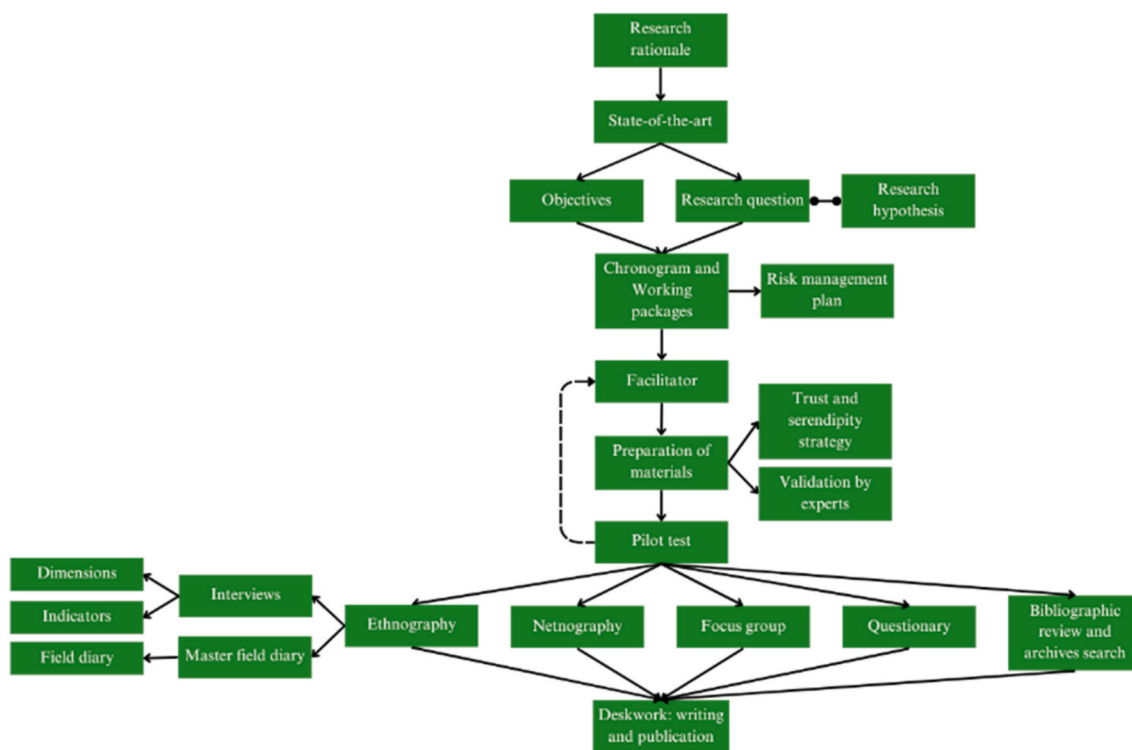 Research
rationale
State-of-the-art
Objectives
Research question
Research
hypothesis
Chronogram and
Working
packages
Risk management
plan
Facilitator
Trust and
serendipity
strategy
Preparation of
materials
Validation by
experts
Pilot test
Dimensions
Interviews
Indicators
Field diary
Master field diary
Ethnography
Netnography
Focus group
Questionary
Bibliographic
review and
archives search
Deskwork: writing
and publication